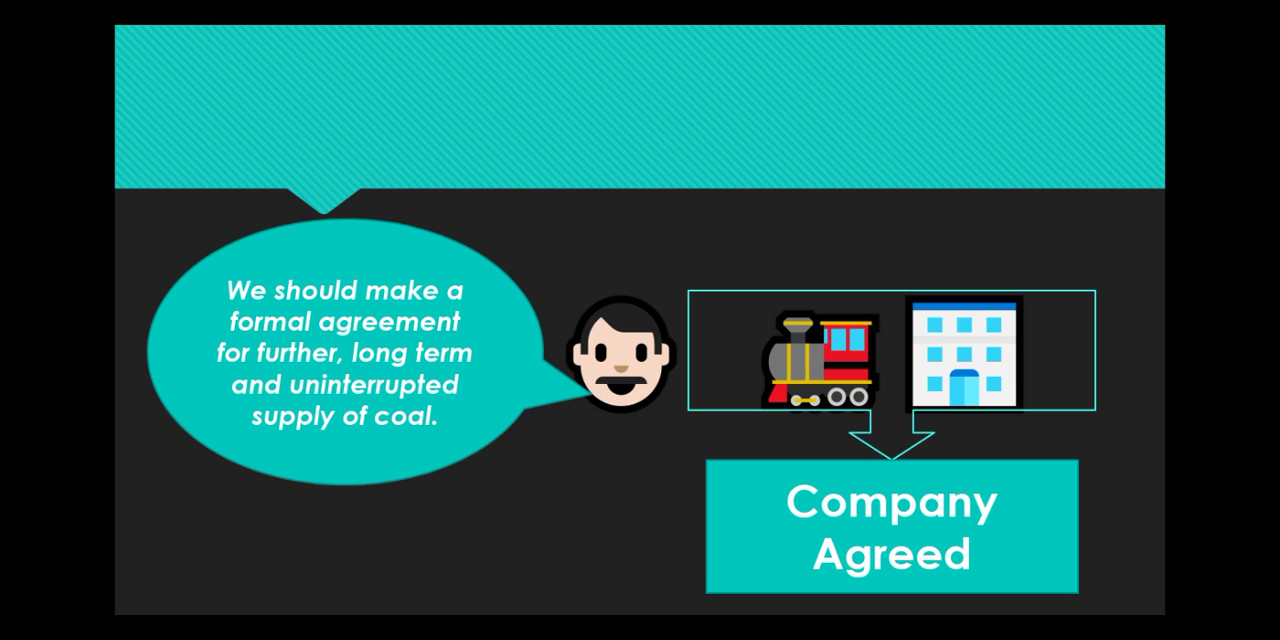 We should make a
formal agreement
for further, long term
and uninterrupted
supply of coal.
Company
Agreed